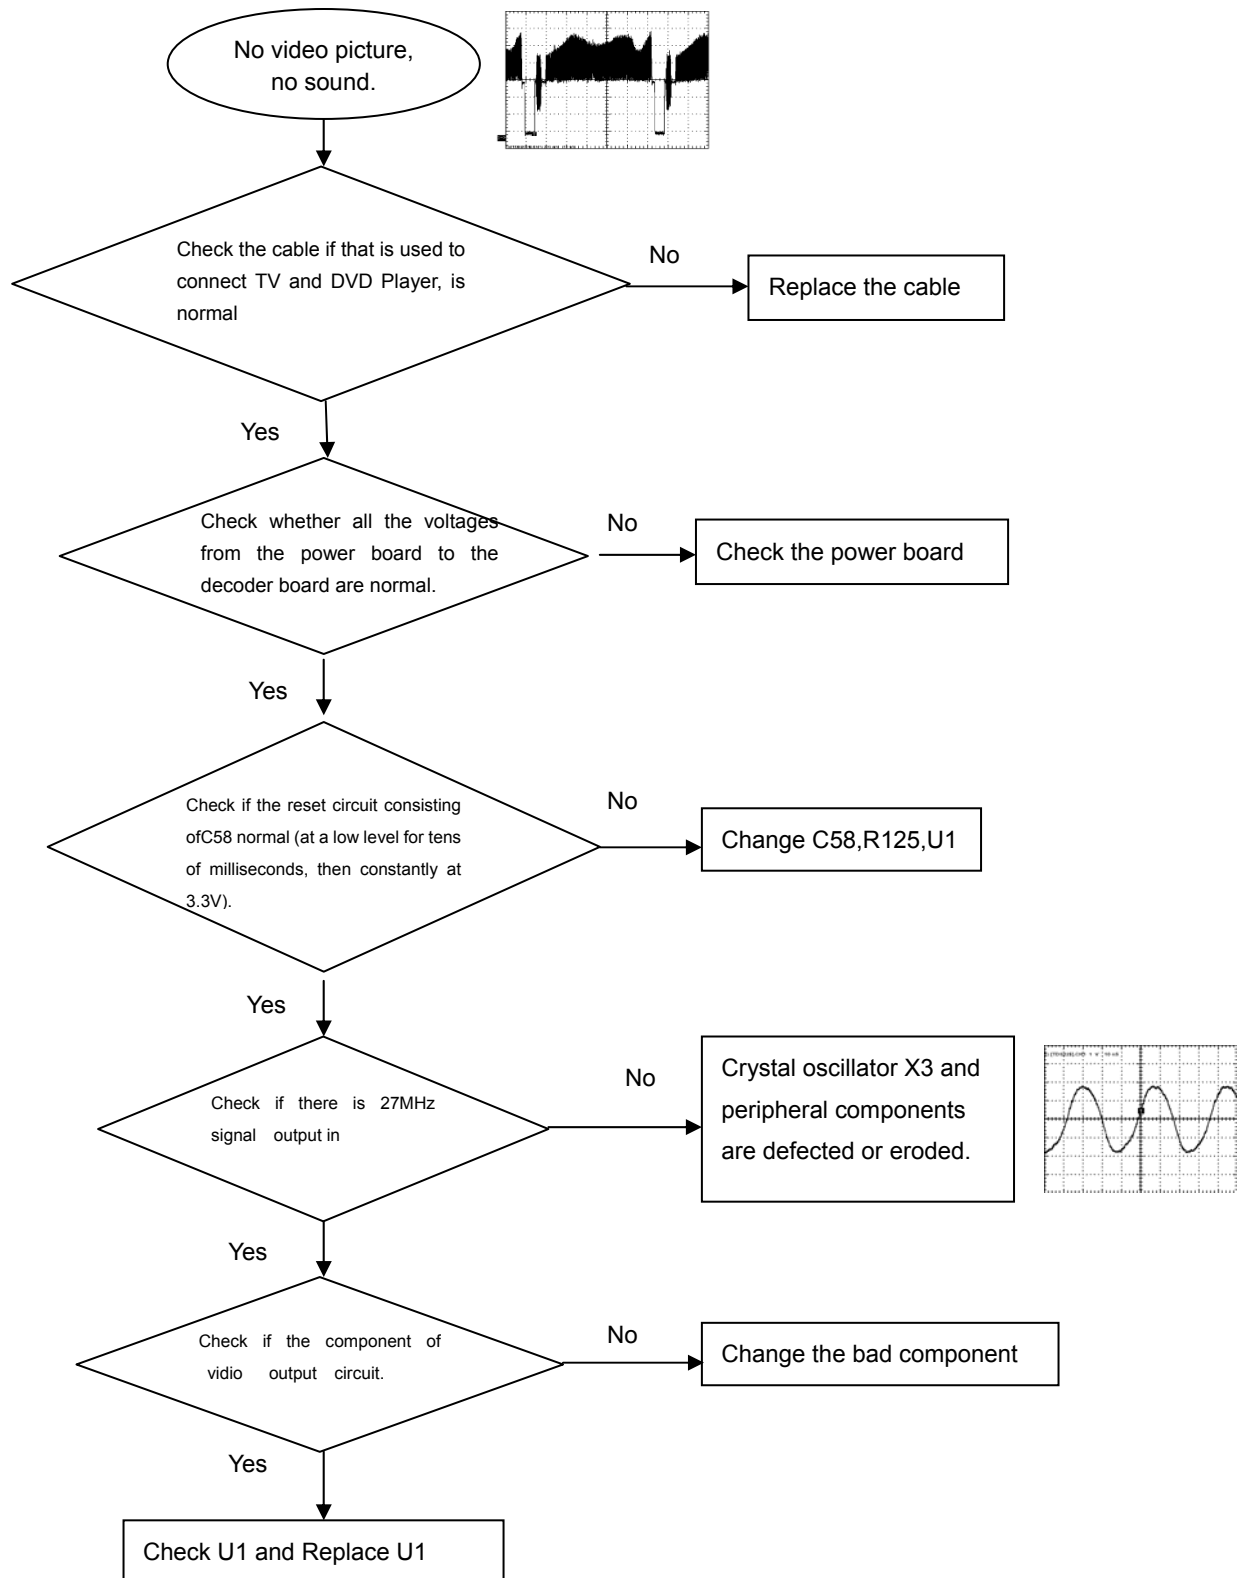 No video picture,
no sound.
Check the cable if that is used to
connect TV and DVD Player, is
normal
No
Replace the cable
Yes
Check whether all the voltages
from the power board to the
decoder board are normal.
No
Check the power board
Yes
Check if the reset circuit consisting
ofC58 normal (at a low level for tens
of milliseconds, then constantly at
3.3V).
No
Change C58,R125,U1
Yes
Check if there is 27MHz
signal output in
No
Crystal oscillator X3 and
peripheral components
are defected or eroded.
Yes
Check if the component of
vidio output circuit.
No
Change the bad component
Yes
Check U1 and Replace U1